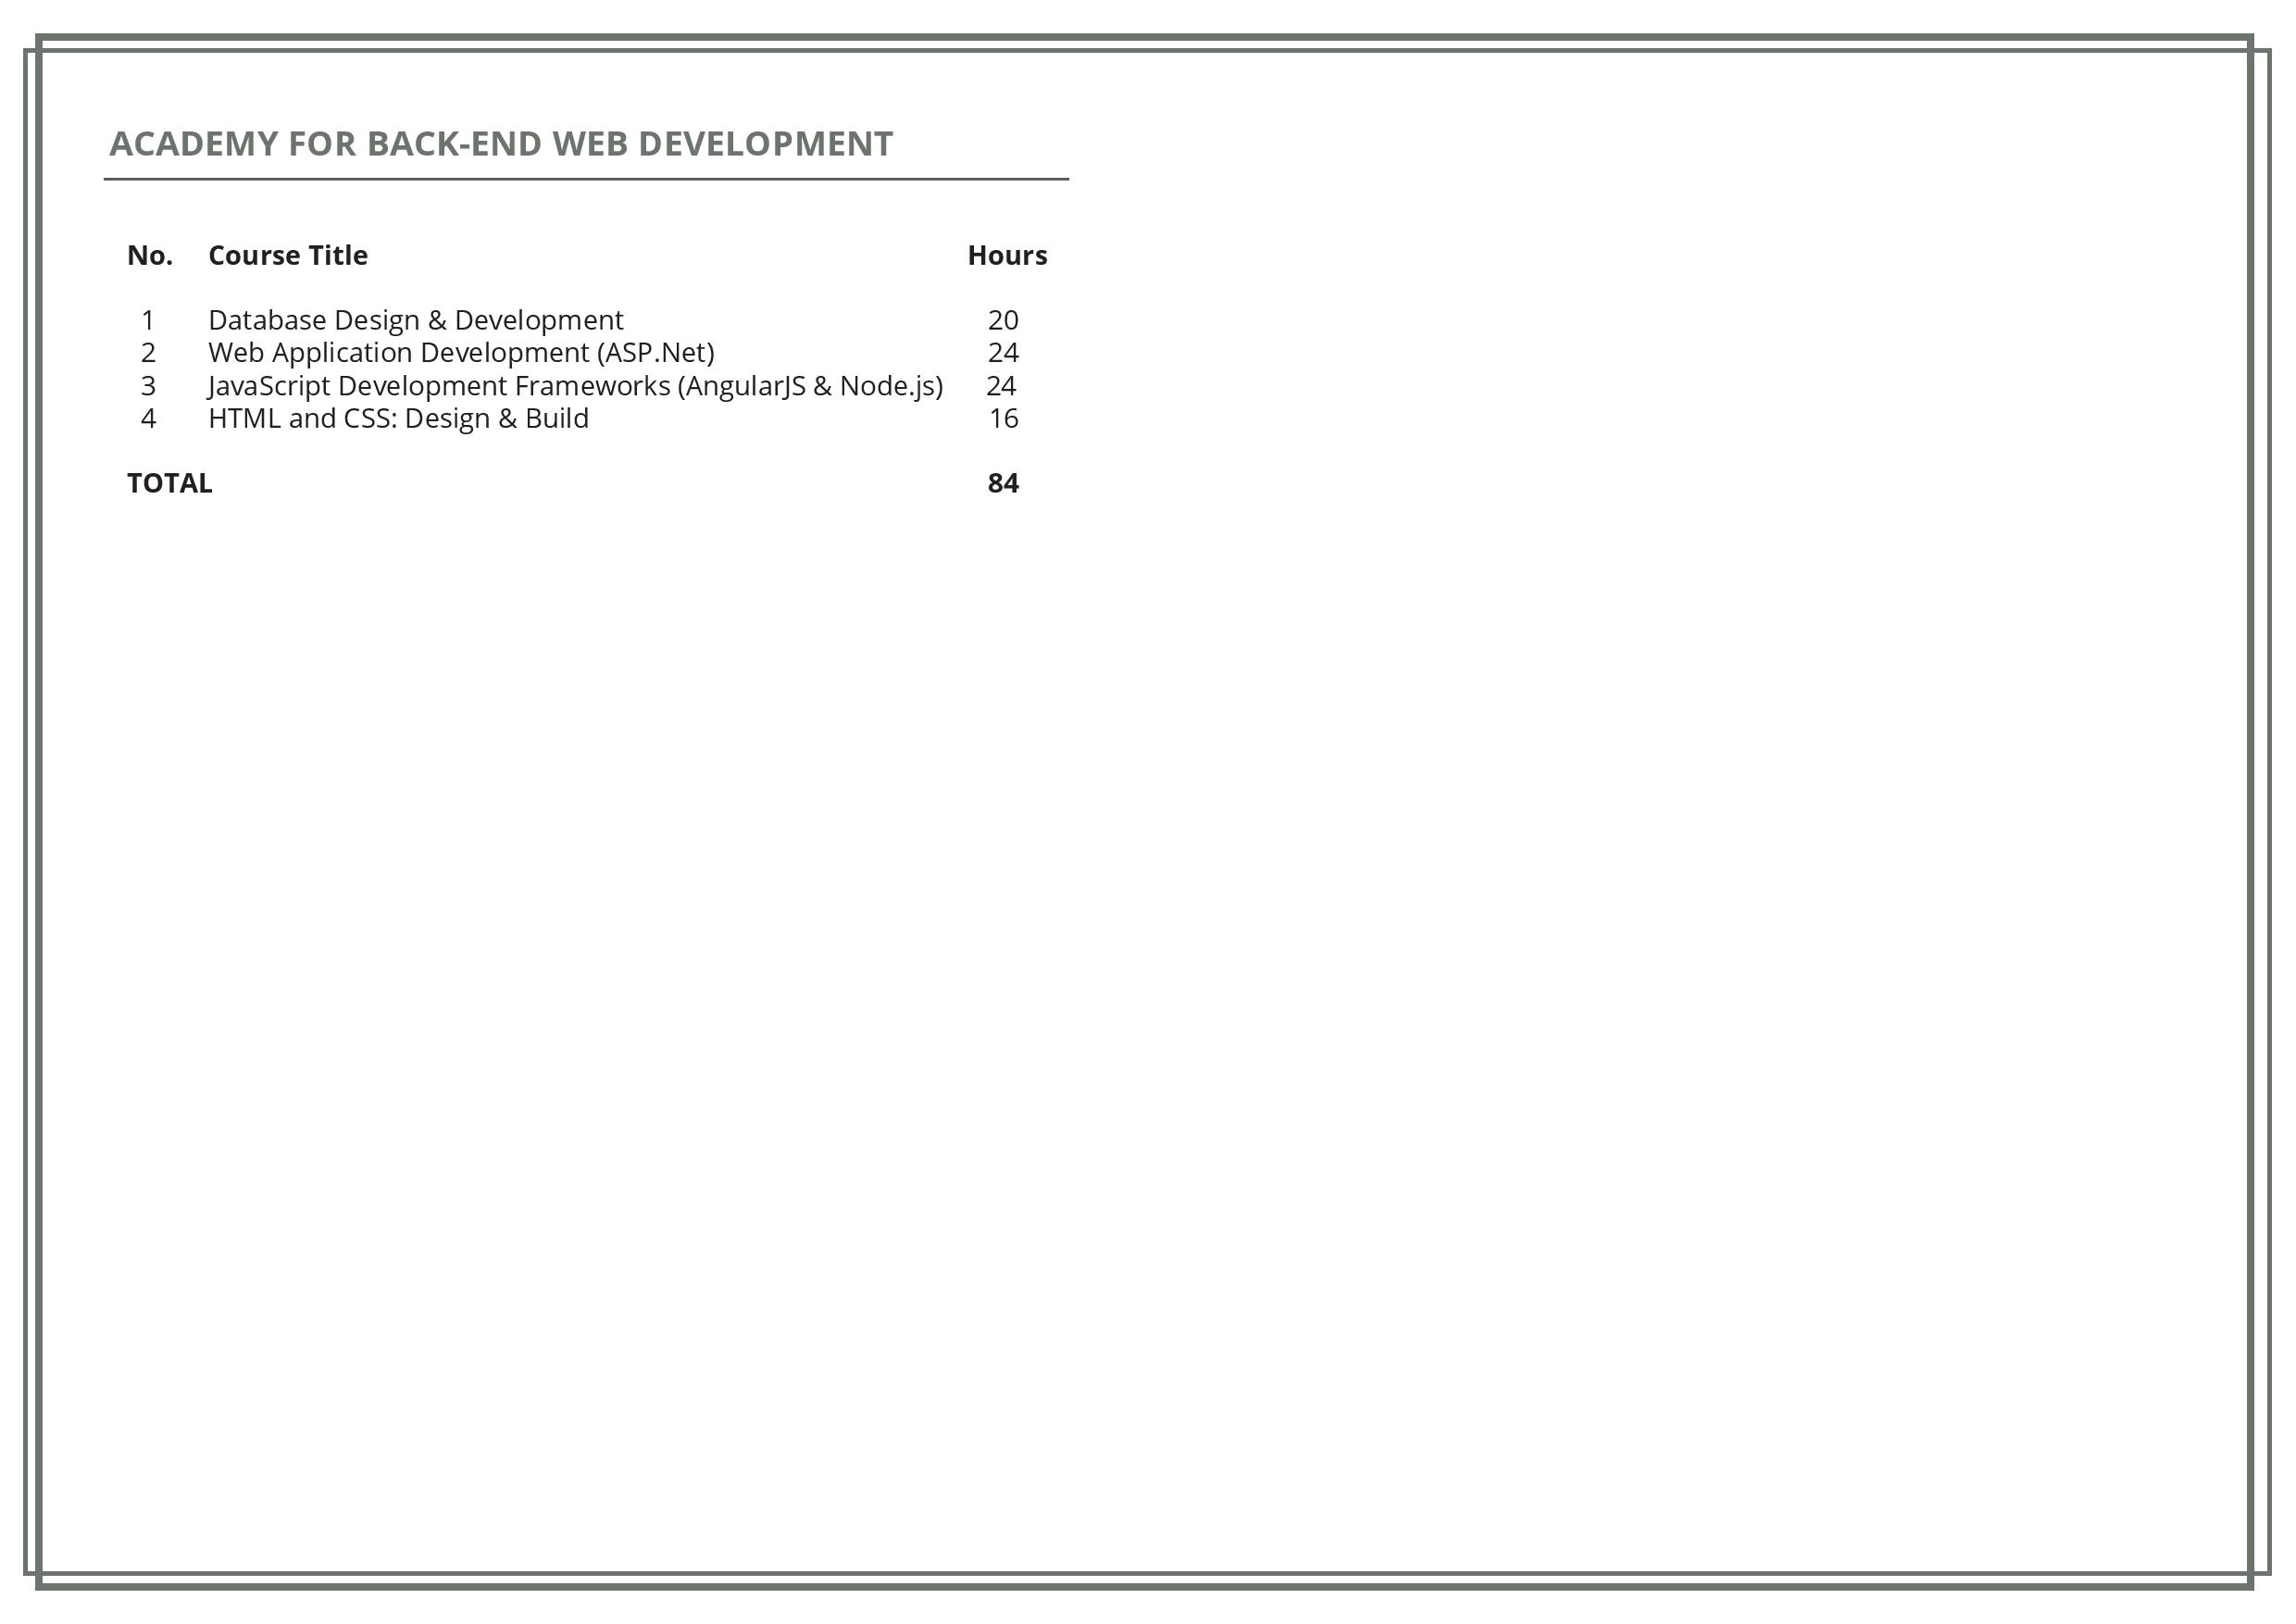 ACADEMY FOR BACK-END WEB DEVELOPMENT
No. Course Title Hours
1 Database Design & Development 20
2 Web Application Development (ASP.Net) 24
3 JavaScript Development Frameworks (AngularJS & Node.js) 24
4 HTML and CSS: Design & Build 16
TOTAL 84